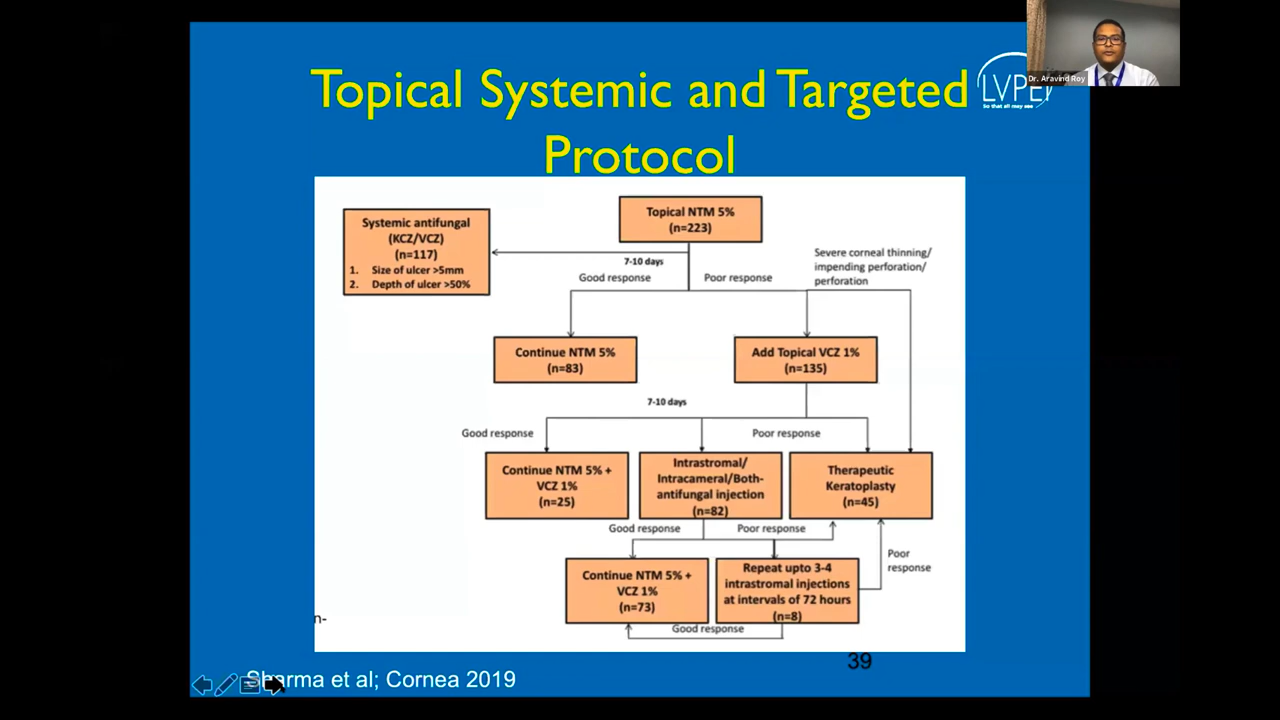 Topical Systemic and Targeted
Protocol
Dr. Aravind Roy
LVPEI
So that all may see
Topical NTM 5%
(n=223)
Systemic antifungal
(KCZ/VCZ)
(n=117)
1. Size of ulcer >5mm
2. Depth of ulcer >50%
7-10 days
Good response
Poor response
Severe corneal thinning/
impending perforation/
perforation
Continue NTM 5%
(n=83)
Add Topical VCZ 1%
(n=135)
7-10 days
Good response
Poor response
Continue NTM 5% +
VCZ 1%
(n=25)
Intrastromal/
Intracameral/Both-
antifungal injection
(n=82)
Therapeutic
Keratoplasty
(n=45)
Good response
Poor response
Continue NTM 5% +
VCZ 1%
(n=73)
Repeat upto 3-4
intrastromal injections
at intervals of 72 hours
(n=8)
Poor
response
Good response
n-
39
Sharma et al; Cornea 2019